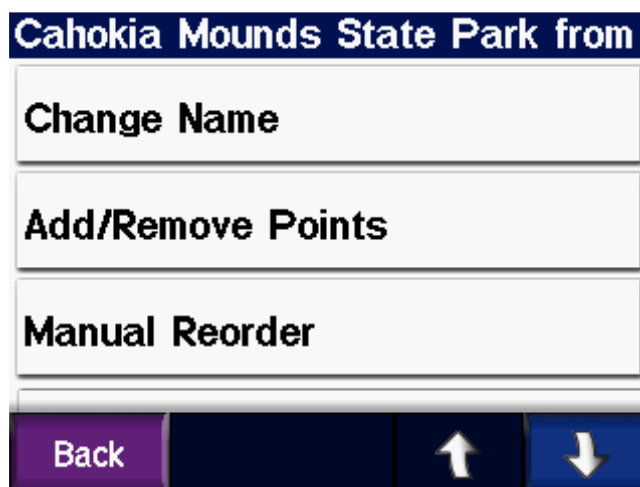 Cahokia Mounds State Park from
Change Name
Add/Remove Points
Manual Reorder
Back